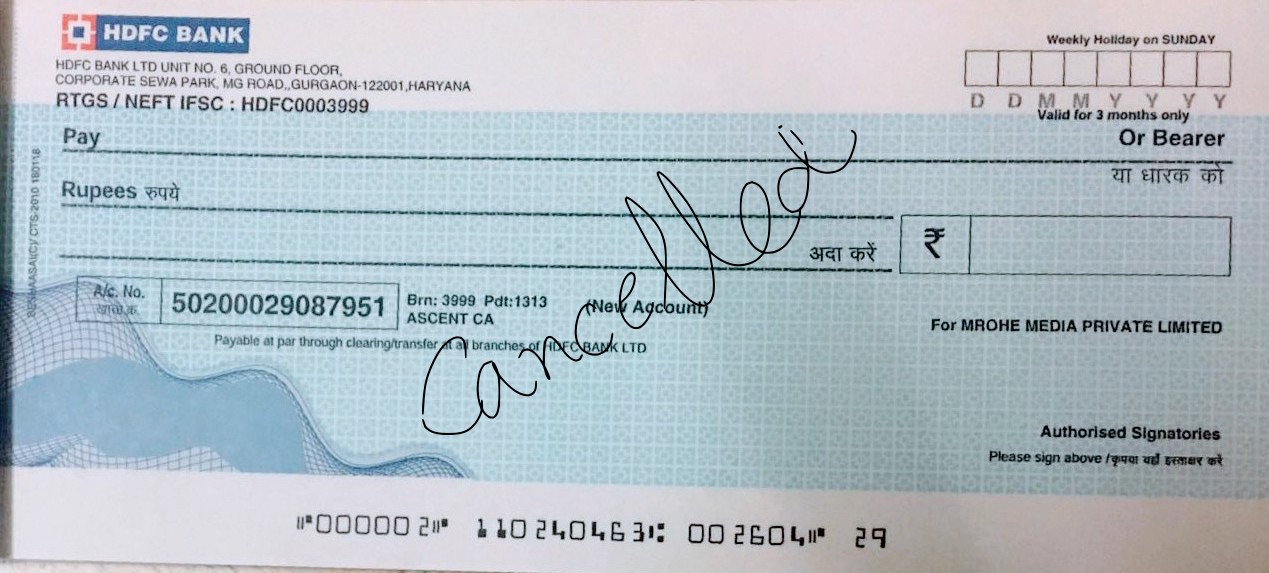 HDFC BANK
HDFC BANK LTD UNIT NO. 6, GROUND FLOOR,
CORPORATE SEWA PARK, MG ROAD,,GURGAON-122001,HARYANA
RTGS / NEFT IFSC : HDFC0003999
Weekly Holiday on SUNDAY
D D M M Y Y Y Y
Valid for 3 months only
Pay
Or Bearer
या धारक को
Rupees रुपये
अदा करें
₹
A/c. No.
50200029087951
Brn: 3999 Pdt:1313 (New Account)
ASCENT CA
Payable at par through clearing/transfer at all branches of HDFC BANK LTD
Cancelled
For MROHE MEDIA PRIVATE LIMITED
Authorised Signatories
Please sign above / कृपया यहाँ हस्ताक्षर करें
CTS-2010 180118
⑈000002⑈ 110240463⑆ 002604⑈ 29